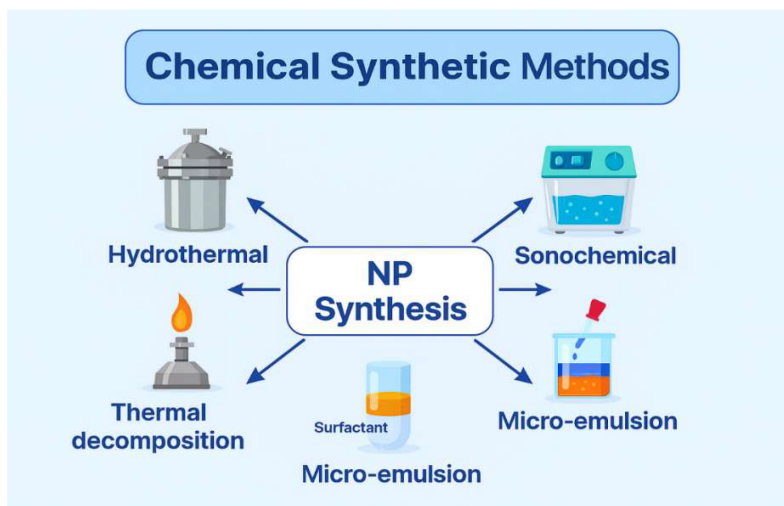 Chemical Synthetic Methods
Hydrothermal
Sonochemical
NP
Synthesis
Thermal
decomposition
Surfactant
Micro-emulsion
Micro-emulsion